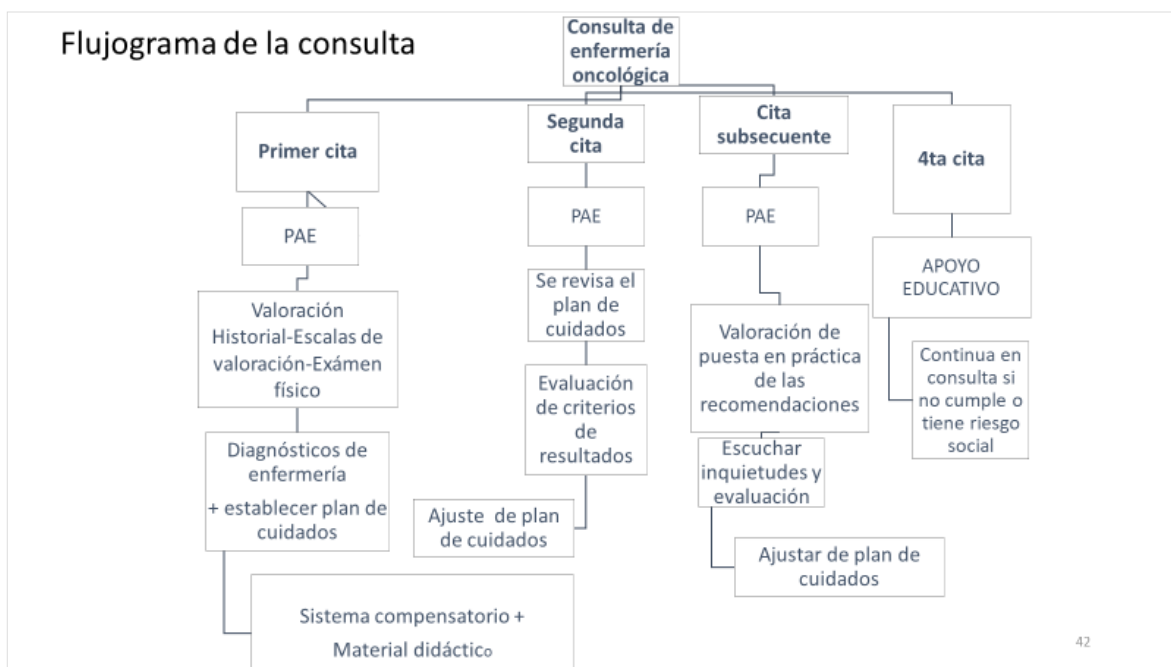 Flujograma de la consulta
Consulta de
enfermería
oncológica
Primer cita
PAE
Valoración
Historial-Escalas de
valoración-Exámen
físico
Diagnósticos de
enfermería
+ establecer plan de
cuidados
Sistema compensatorio +
Material didáctico
Segunda
cita
PAE
Se revisa el
plan de
cuidados
Evaluación
de criterios
de
resultados
Ajuste de plan
de cuidados
Cita
subsecuente
PAE
Valoración de
puesta en práctica
de las
recomendaciones
Escuchar
inquietudes y
evaluación
Ajustar de plan de
cuidados
4ta cita
APOYO
EDUCATIVO
Continua en
consulta si
no cumple o
tiene riesgo
social
42